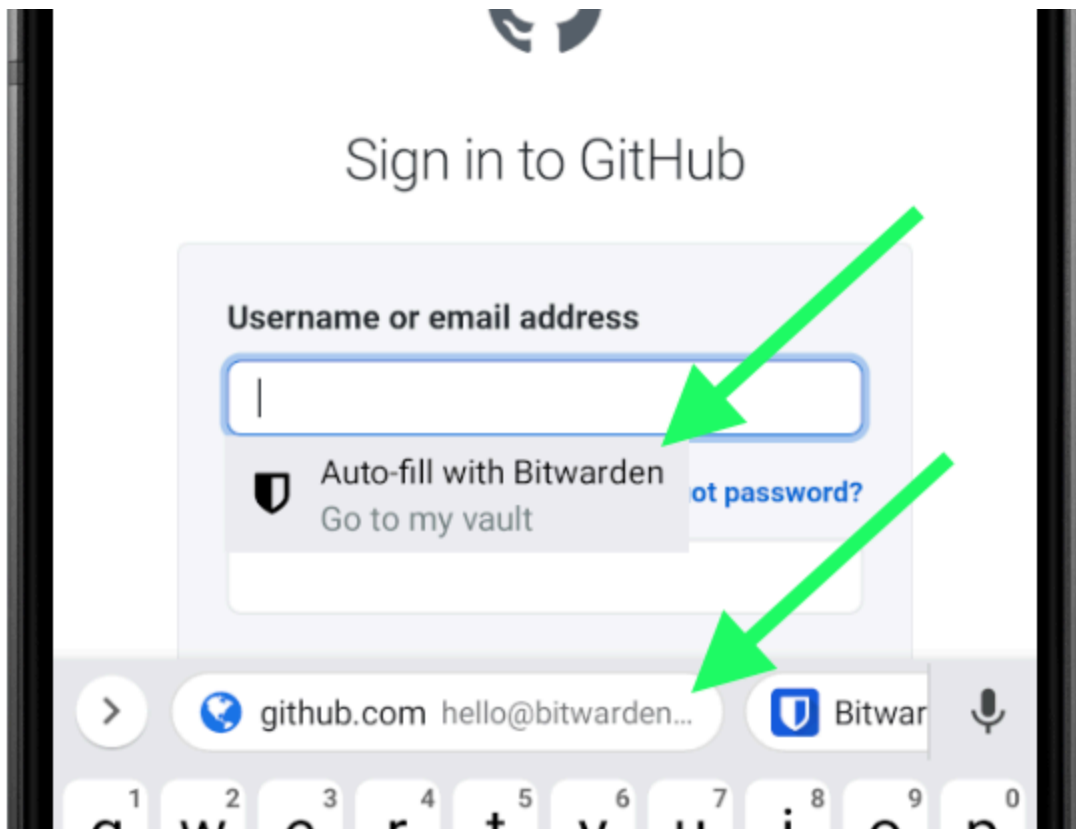 Sign in to GitHub
Username or email address
Auto-fill with Bitwarden
Go to my vault
ot password?
github.com hello@bitwarden...
Bitwar
1 2 3 4 5 6 7 8 9 0
q w e r t y u i o p